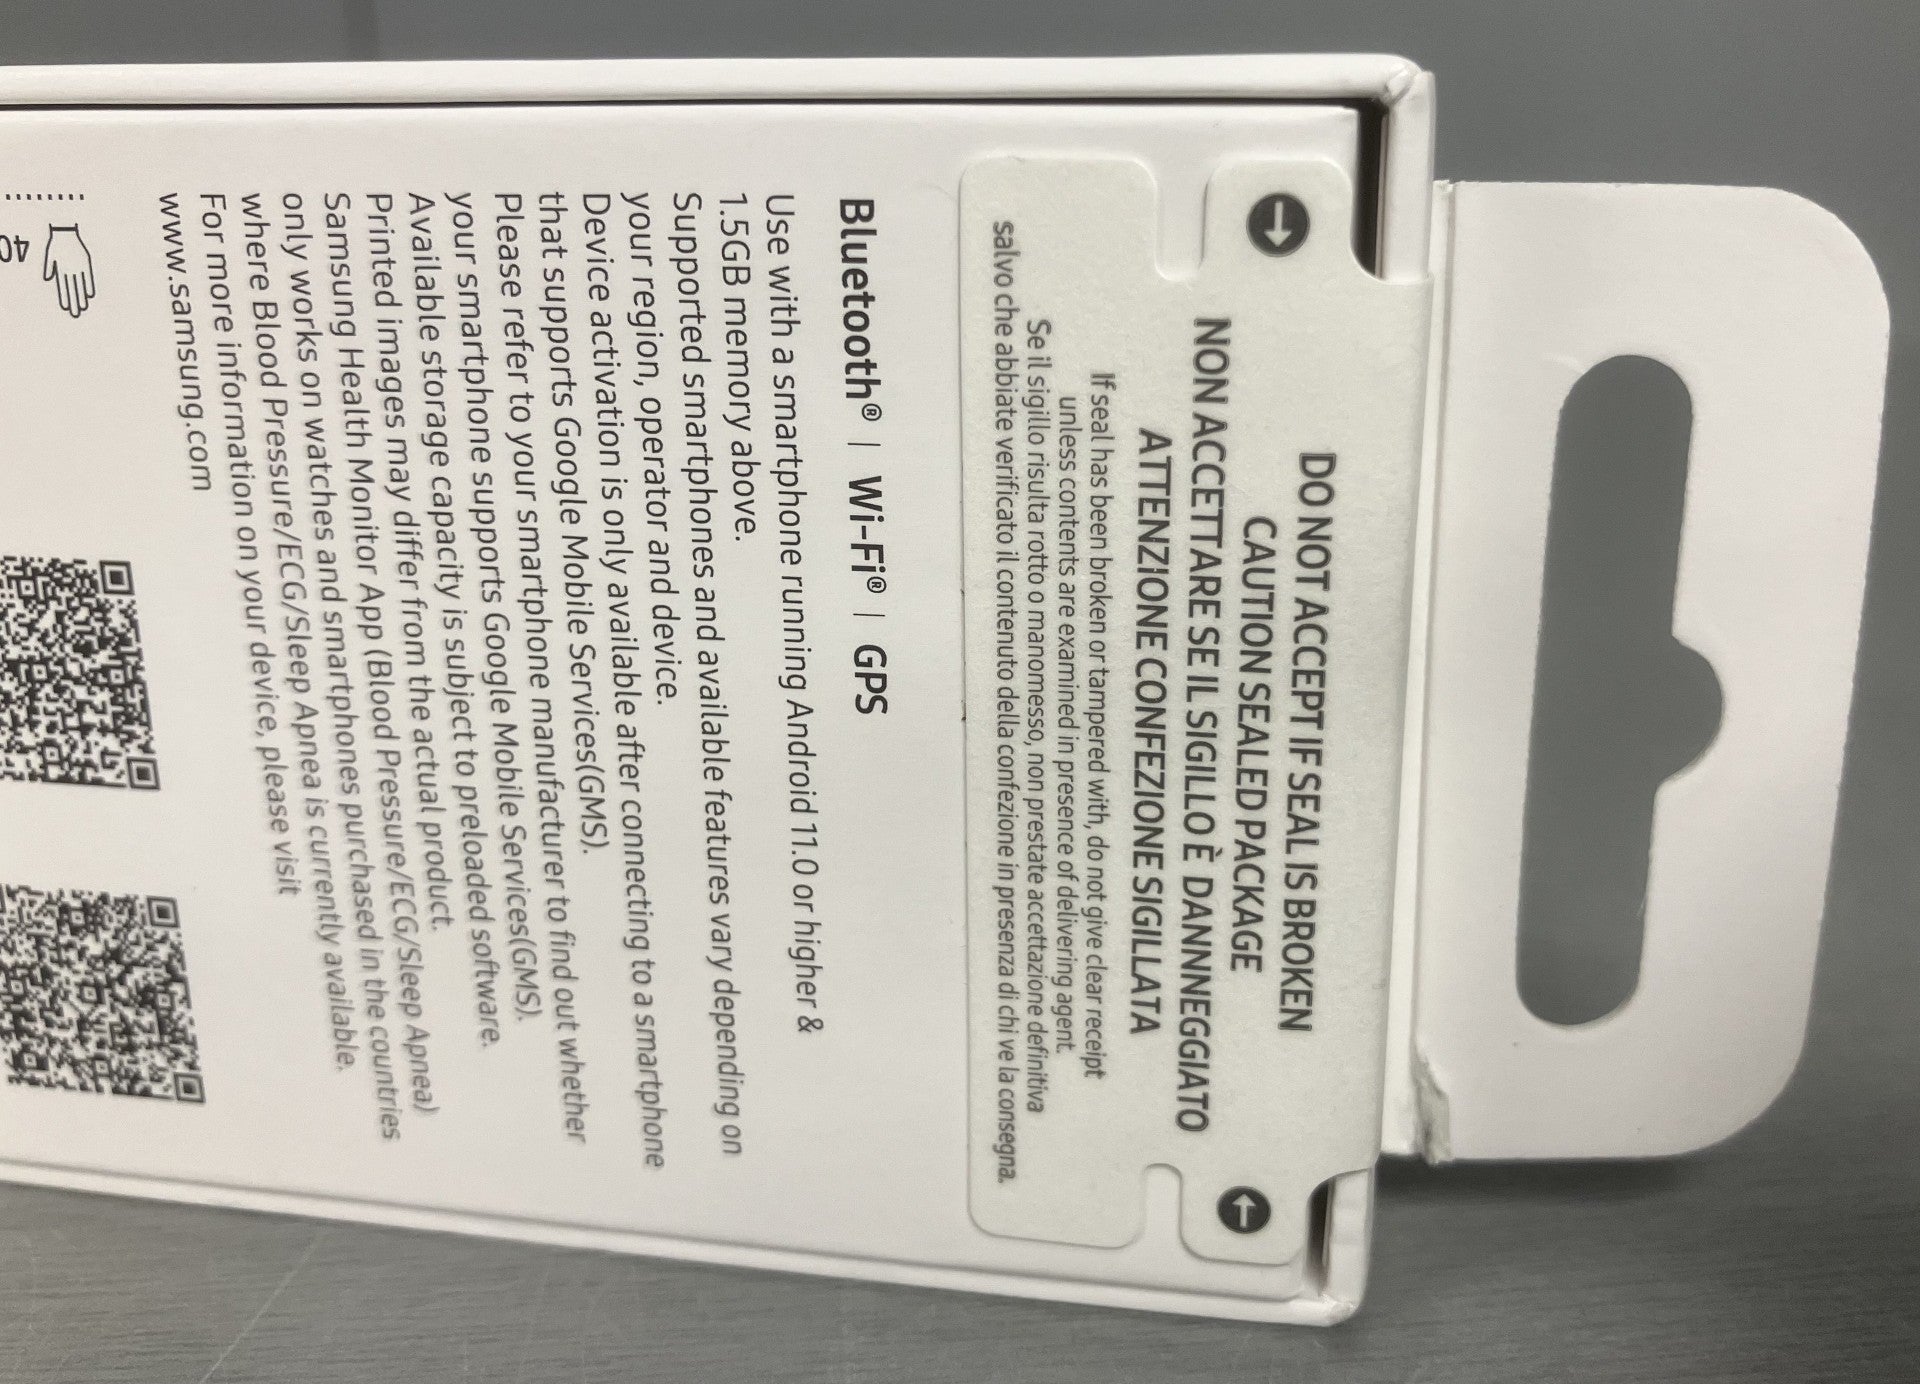 DO NOT ACCEPT IF SEAL IS BROKEN
CAUTION SEALED PACKAGE
NON ACCETTARE SE IL SIGILLO È DANNNEGGIATO
ATTENZIONE CONFEZIONE SIGILLATA
If seal has been broken or tampered with, do not give clear receipt
unless contents are examined in presence of delivering agent.
Se il sigillo risulta rotto o manomesso, non prestate accettazione definitiva
salvo che abbiate verificato il contenuto della confezione in presenza di chi ve la consegna.
Bluetooth® | Wi-Fi® | GPS
Use with a smartphone running Android 11.0 or higher &
1.5GB memory above.
Supported smartphones and available features vary depending on
your region, operator and device.
Device activation is only available after connecting to a smartphone
that supports Google Mobile Services(GMS).
Please refer to your smartphone manufacturer to find out whether
your smartphone supports Google Mobile Services(GMS).
Available storage capacity is subject to preloaded software.
Printed images may differ from the actual product.
Samsung Health Monitor App (Blood Pressure/ECG/Sleep Apnea)
only works on watches and smartphones purchased in the countries
where Blood Pressure/ECG/Sleep Apnea is currently available.
For more information on your device, please visit
www.samsung.com